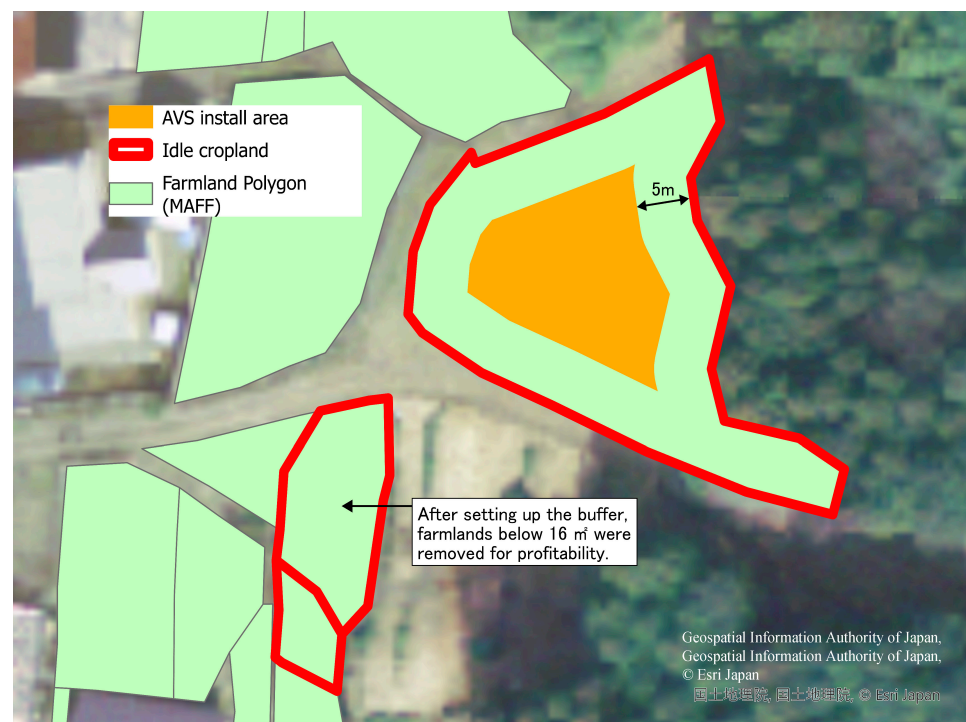 AVS install area
Idle cropland
Farmland Polygon
(MAFF)
5m
After setting up the buffer,
farmlands below 16 ㎡ were
removed for profitability.
Geospatial Information Authority of Japan,
Geospatial Information Authority of Japan,
© Esri Japan
国土地理院, 国土地理院, © Esri Japan